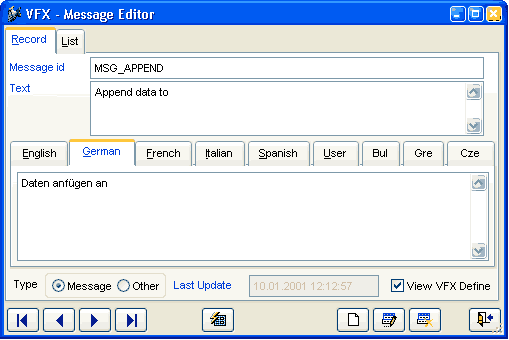 VFX - Message Editor
Record List
Message id MSG_APPEND
Text Append data to
English German French Italian Spanish User Bul Gre Cze
Daten anfügen an
Type Message Other Last Update 10.01.2001 12:12:57 View VFX Define